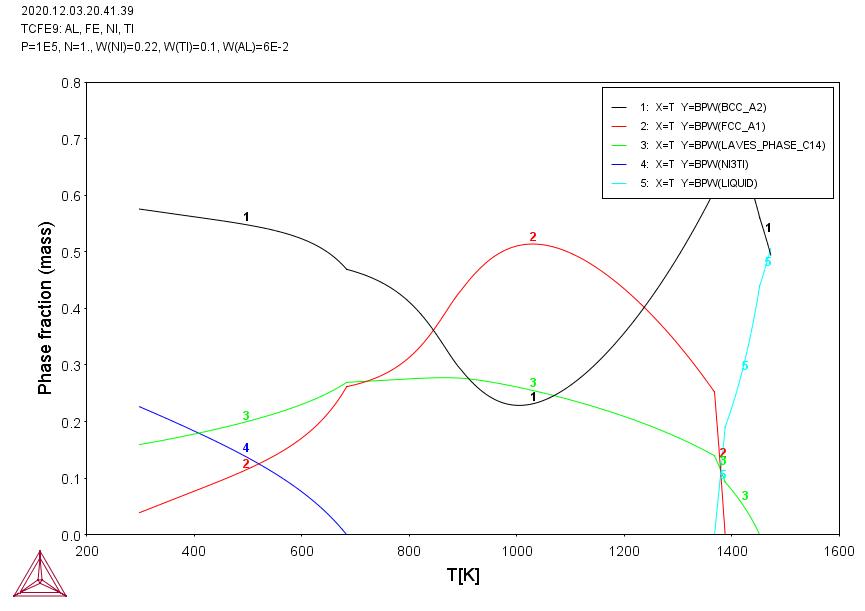 2020.12.03.20.41.39
TCFE9: AL, FE, NI, TI
P=1E5, N=1., W(NI)=0.22, W(TI)=0.1, W(AL)=6E-2
1: X=T Y=BPW(BCC_A2)
2: X=T Y=BPW(FCC_A1)
3: X=T Y=BPW(LAVES_PHASE_C14)
4: X=T Y=BPW(NI3TI)
5: X=T Y=BPW(LIQUID)
Phase fraction (mass)
0.8
0.7
0.6
0.5
0.4
0.3
0.2
0.1
0.0
1
2
1
5
5
3
1
3
4
2
2
3
5
3
200 400 600 800 1000 1200 1400 1600
T[K]